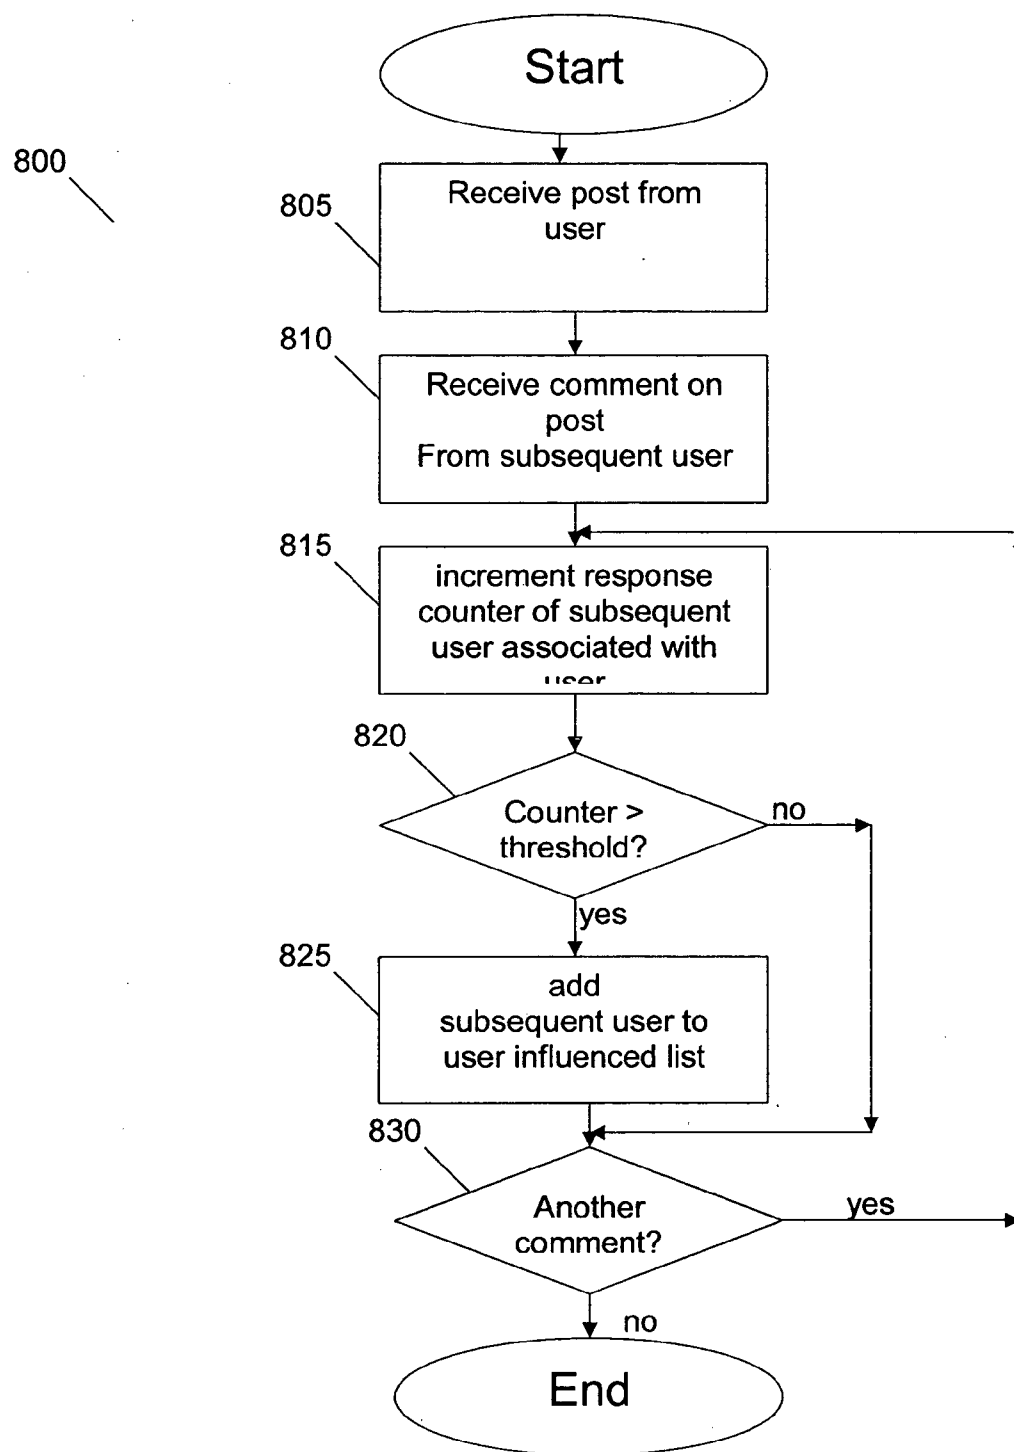 Start
800
805
Receive post from
user
810
Receive comment on
post
From subsequent user
815
increment response
counter of subsequent
user associated with
user
820
Counter >
threshold?
no
yes
825
add
subsequent user to
user influenced list
830
Another
comment?
yes
no
End